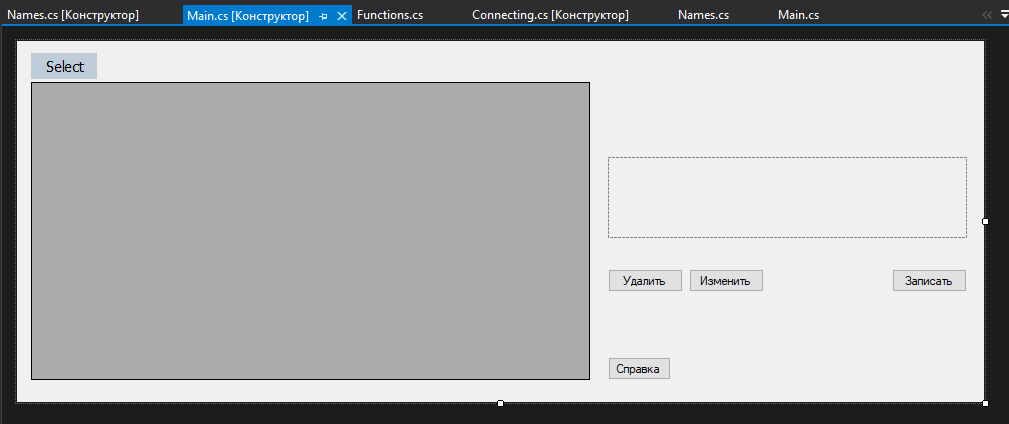 Names.cs [Конструктор] Main.cs [Конструктор] Functions.cs Connecting.cs [Конструктор] Names.cs Main.cs
Select
Удалить Изменить Записать
Справка